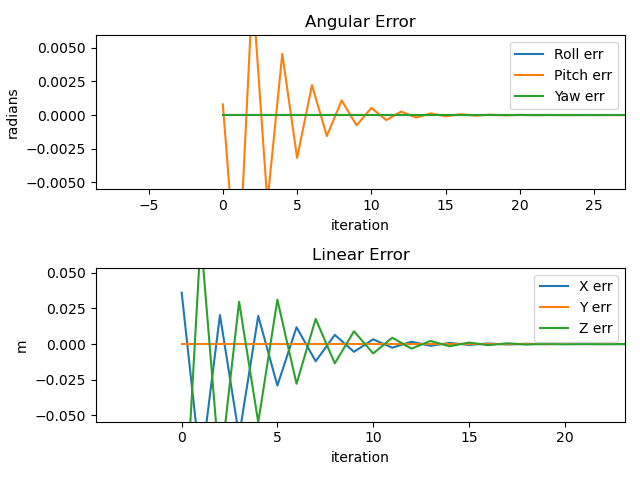 Angular Error
0.0050
0.0025
0.0000
−0.0025
−0.0050
radians
Roll err
Pitch err
Yaw err
−5 0 5 10 15 20 25
iteration
Linear Error
0.050
0.025
0.000
−0.025
−0.050
m
X err
Y err
Z err
0 5 10 15 20
iteration